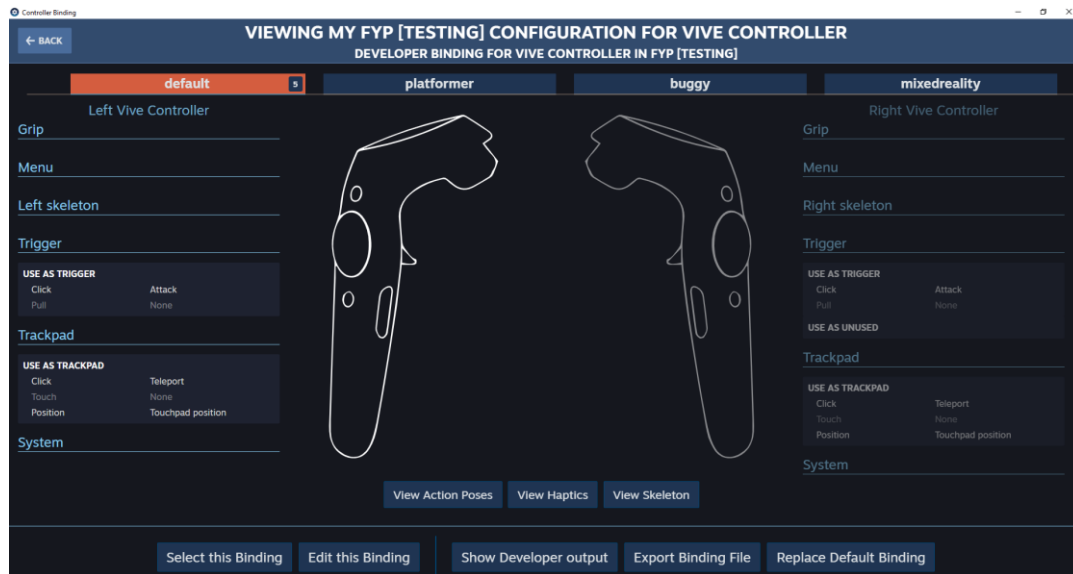 Controller Binding
← BACK
VIEWING MY FYP [TESTING] CONFIGURATION FOR VIVE CONTROLLER
DEVELOPER BINDING FOR VIVE CONTROLLER IN FYP [TESTING]
default 5 platformer buggy mixedreality
Left Vive Controller
Grip
Menu
Left skeleton
Trigger
USE AS TRIGGER
Click Attack
Pull None
Trackpad
USE AS TRACKPAD
Click Teleport
Touch None
Position Touchpad position
System
Right Vive Controller
Grip
Menu
Right skeleton
Trigger
USE AS TRIGGER
Click Attack
Pull None
USE AS UNUSED
Trackpad
USE AS TRACKPAD
Click Teleport
Touch None
Position Touchpad position
System
View Action Poses View Haptics View Skeleton
Select this Binding Edit this Binding Show Developer output Export Binding File Replace Default Binding